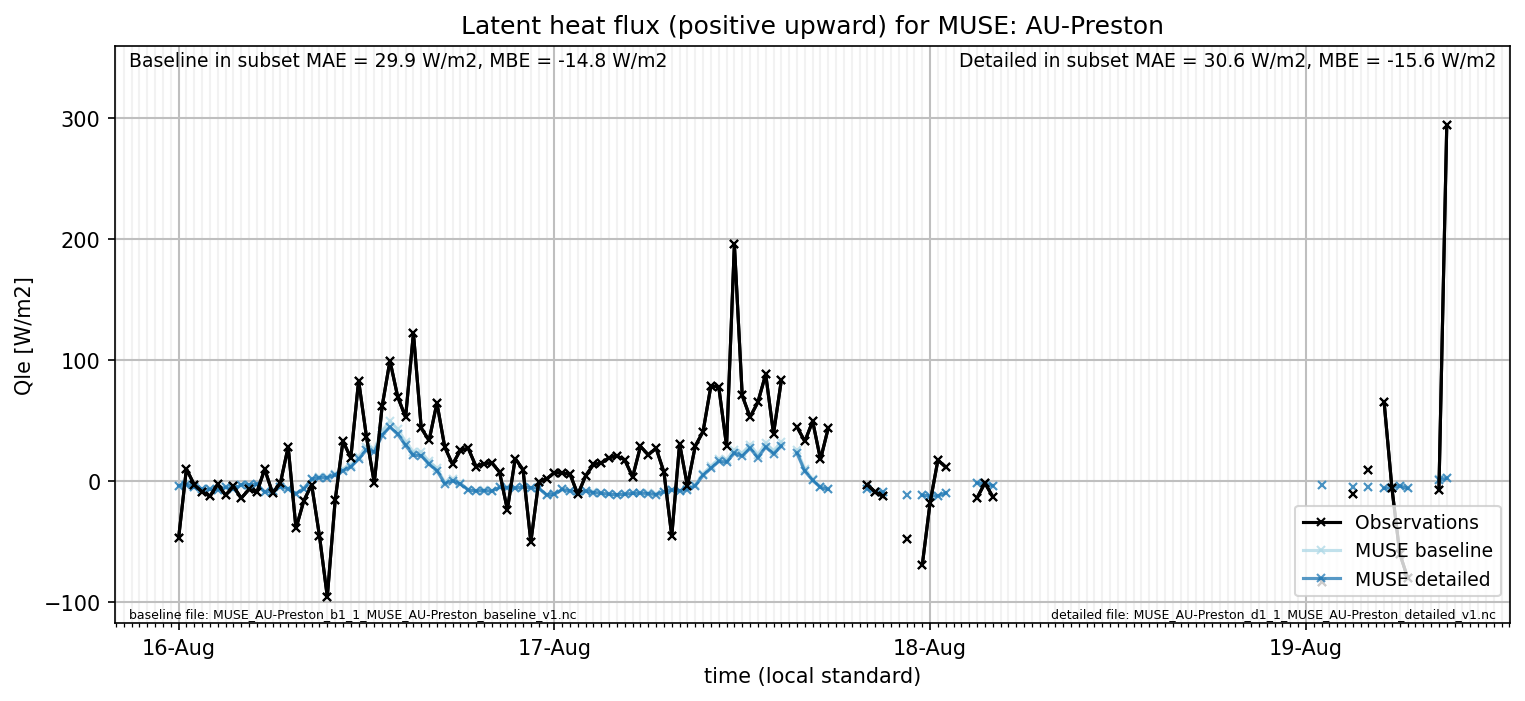 Latent heat flux (positive upward) for MUSE: AU-Preston
Baseline in subset MAE = 29.9 W/m2, MBE = -14.8 W/m2
Detailed in subset MAE = 30.6 W/m2, MBE = -15.6 W/m2
Qle [W/m2]
300
200
100
0
−100
Observations
MUSE baseline
MUSE detailed
baseline file: MUSE_AU-Preston_b1_1_MUSE_AU-Preston_baseline_v1.nc
detailed file: MUSE_AU-Preston_d1_1_MUSE_AU-Preston_detailed_v1.nc
16-Aug
17-Aug
18-Aug
19-Aug
time (local standard)